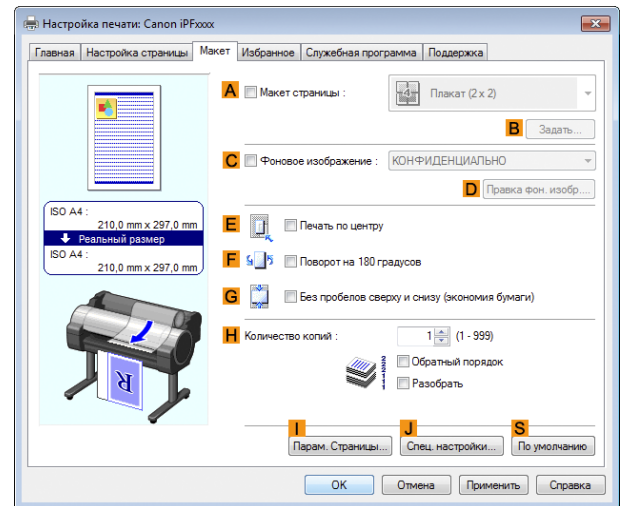 Настройка печати: Canon iPFxxxx
Главная Настройка страницы Макет Избранное Служебная программа Поддержка
A Макет страницы : 4 Плакат (2 x 2)
B Задать...
C Фоновое изображение : КОНФИДЕНЦИАЛЬНО
D Правка фон. изобр....
ISO A4 :
210,0 mm x 297,0 mm
Реальный размер
ISO A4 :
210,0 mm x 297,0 mm
E Печать по центру
F Поворот на 180 градусов
G Без пробелов сверху и снизу (экономия бумаги)
H Количество копий : 1 (1 - 999)
Обратный порядок
Разобрать
R
I J S
Парам. Страницы... Спец. настройки... По умолчанию
OK Отмена Применить Справка